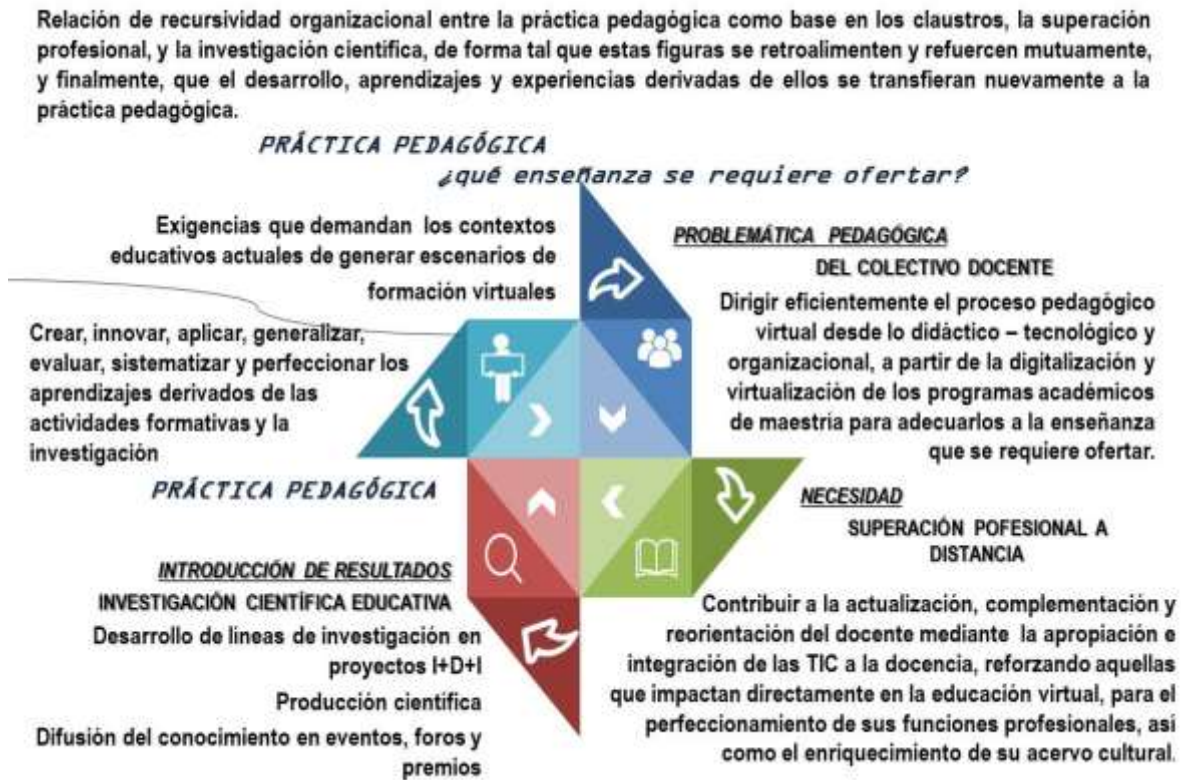 Relación de recursividad organizacional entre la práctica pedagógica como base en los claustros, la superación
profesional, y la investigación científica, de forma tal que estas figuras se retroalimenten y refuercen mutuamente,
y finalmente, que el desarrollo, aprendizajes y experiencias derivadas de ellos se transfieran nuevamente a la
práctica pedagógica.
PRÁCTICA PEDAGÓGICA
¿qué enseñanza se requiere ofertar?
Exigencias que demandan los contextos
educativos actuales de generar escenarios de
formación virtuales
PROBLEMÁTICA PEDAGÓGICA
DEL COLECTIVO DOCENTE
Dirigir eficientemente el proceso pedagógico
virtual desde lo didáctico – tecnológico y
organizacional, a partir de la digitalización y
virtualización de los programas académicos
de maestría para adecuarlos a la enseñanza
que se requiere ofertar.
Crear, innovar, aplicar, generalizar,
evaluar, sistematizar y perfeccionar los
aprendizajes derivados de las
actividades formativas y la
investigación
PRÁCTICA PEDAGÓGICA
NECESIDAD
SUPERACIÓN POFESIONAL A
DISTANCIA
Contribuir a la actualización, complementación y
reorientación del docente mediante la apropiación e
integración de las TIC a la docencia, reforzando aquellas
que impactan directamente en la educación virtual, para el
perfeccionamiento de sus funciones profesionales, así
como el enriquecimiento de su acervo cultural.
INTRODUCCIÓN DE RESULTADOS
INVESTIGACIÓN CIENTÍFICA EDUCATIVA
Desarrollo de lineas de investigación en
proyectos I+D+I
Producción científica
Difusión del conocimiento en eventos, foros y
premios